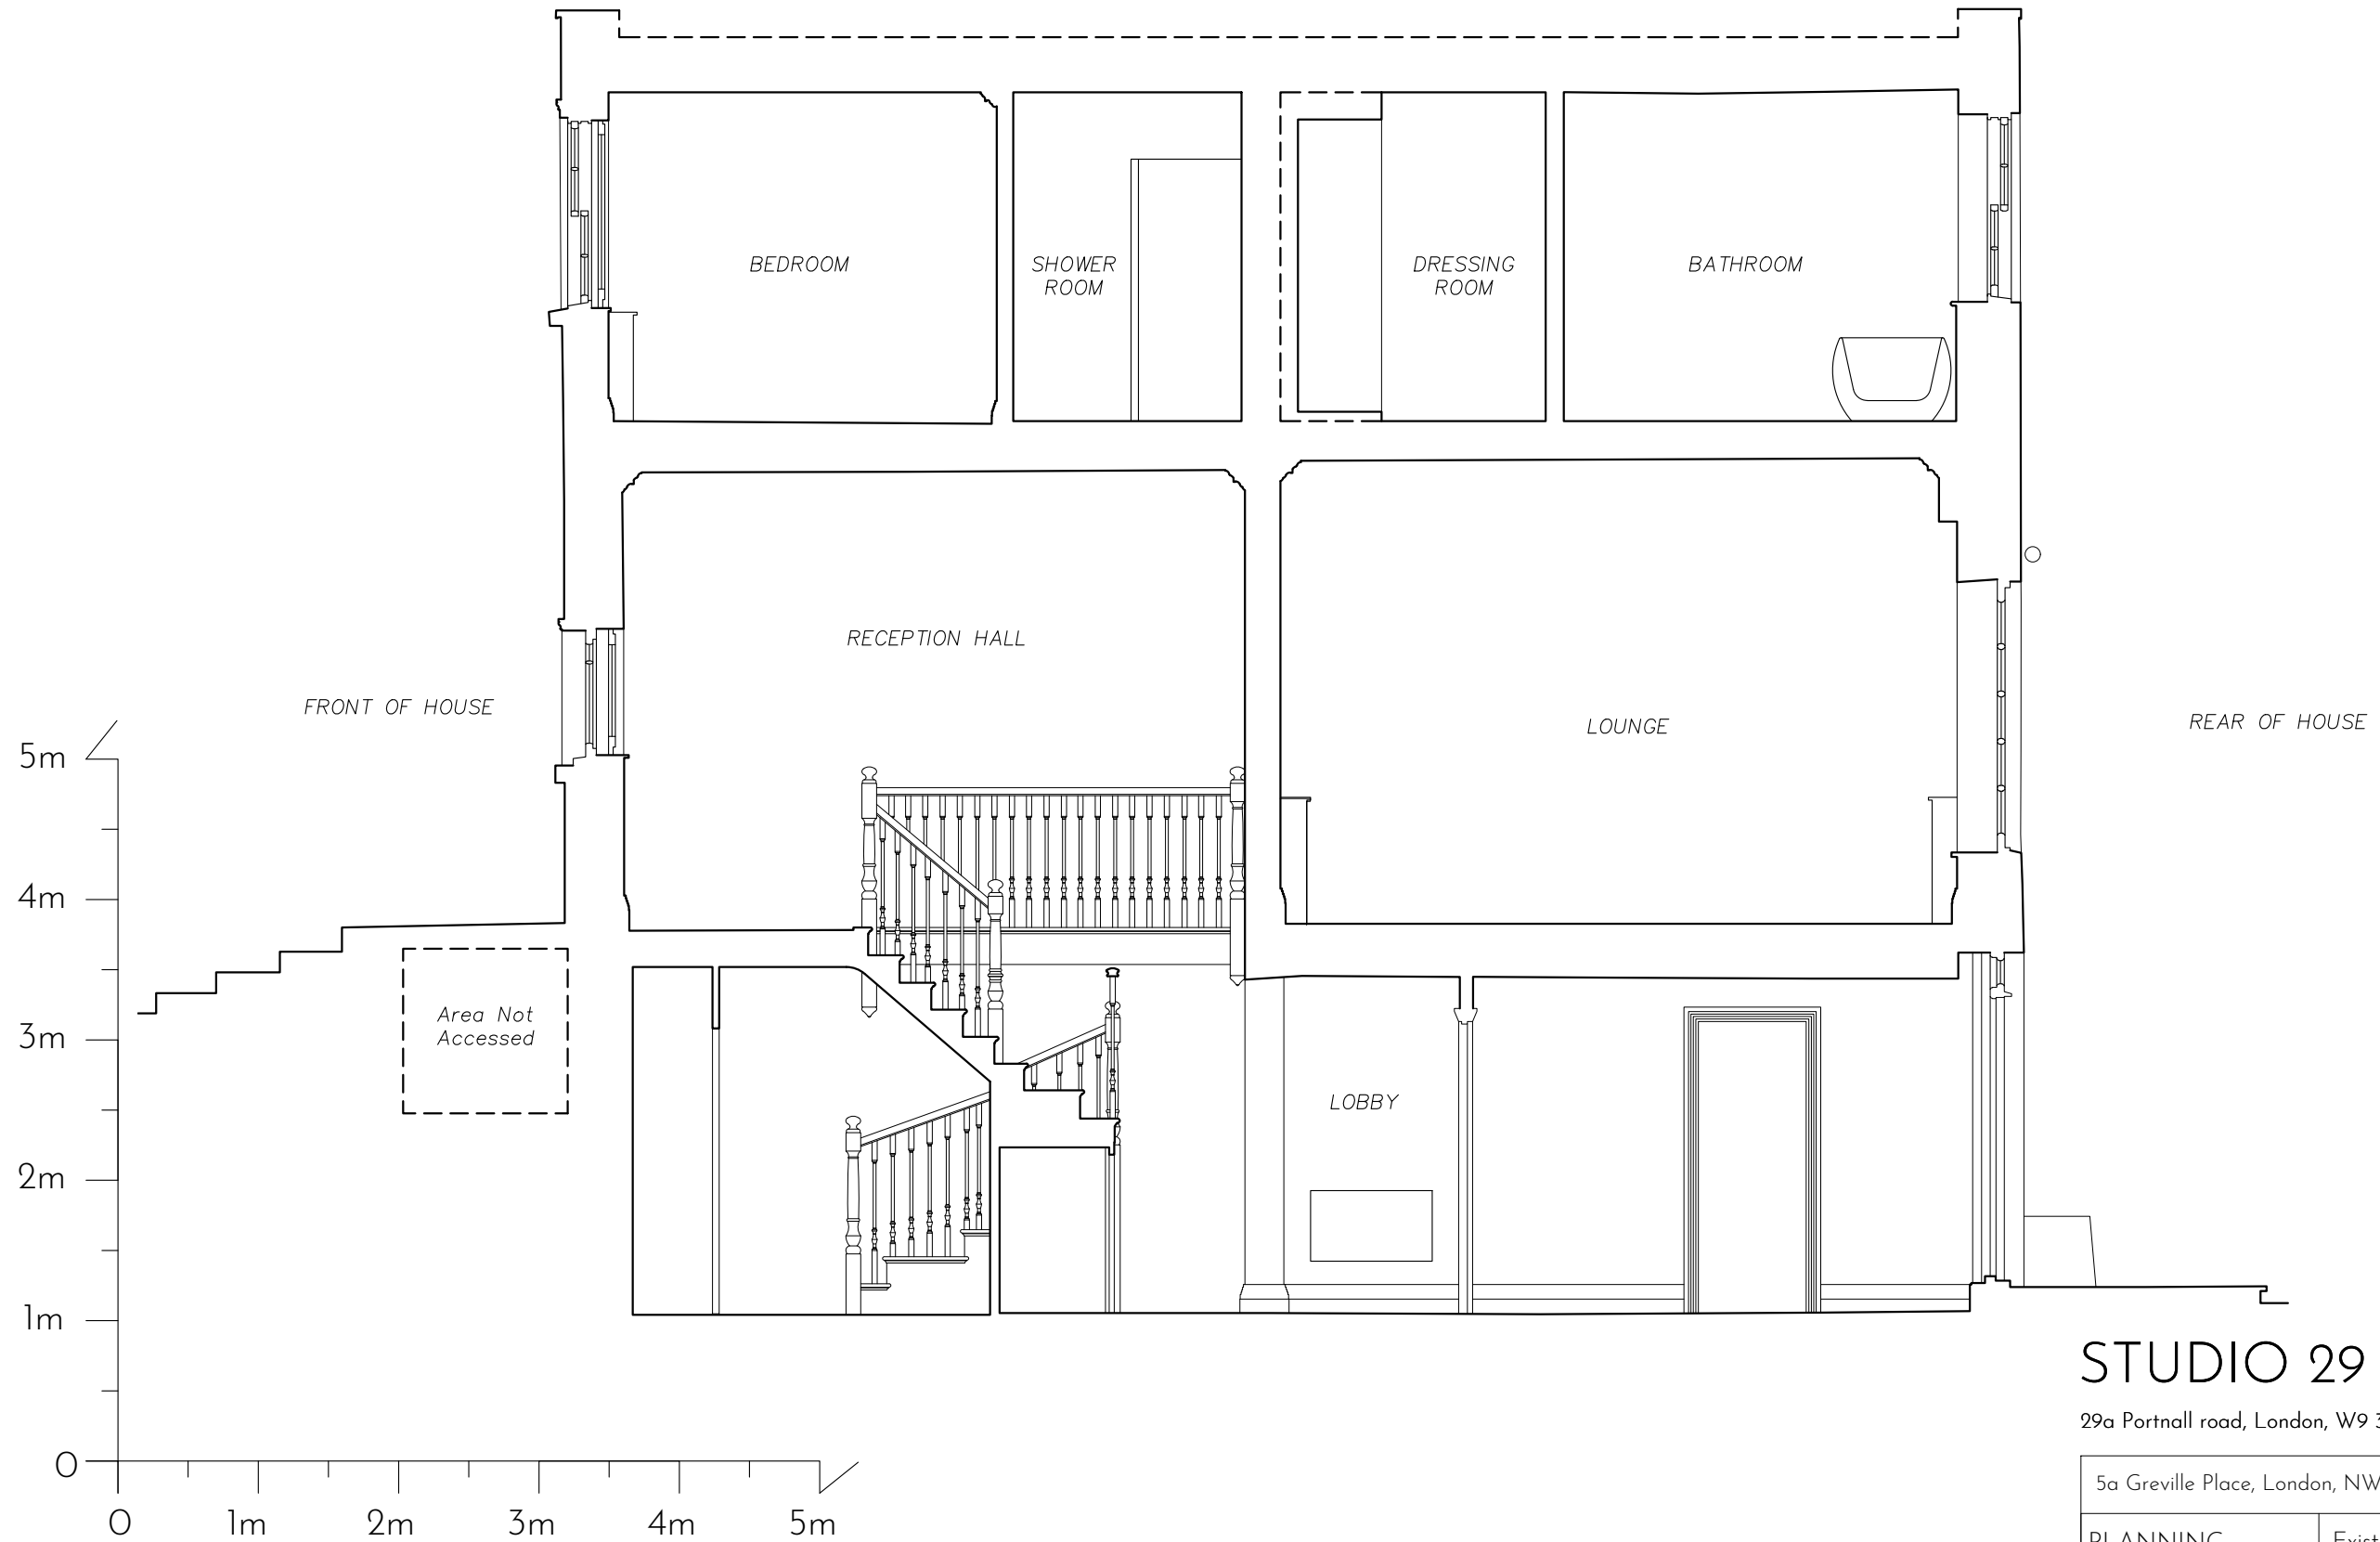 BEDROOM
SHOWER
ROOM
DRESSING
ROOM
BATHROOM
RECEPTION HALL
FRONT OF HOUSE
LOUNGE
REAR OF HOUSE
5m
4m
Area Not
Accessed
3m
LOBBY
2m
1m
0
0 1m 2m 3m 4m 5m
STUDIO 29
29a Portnall road, London, W9
5a Greville Place, London, NW
PLANNING